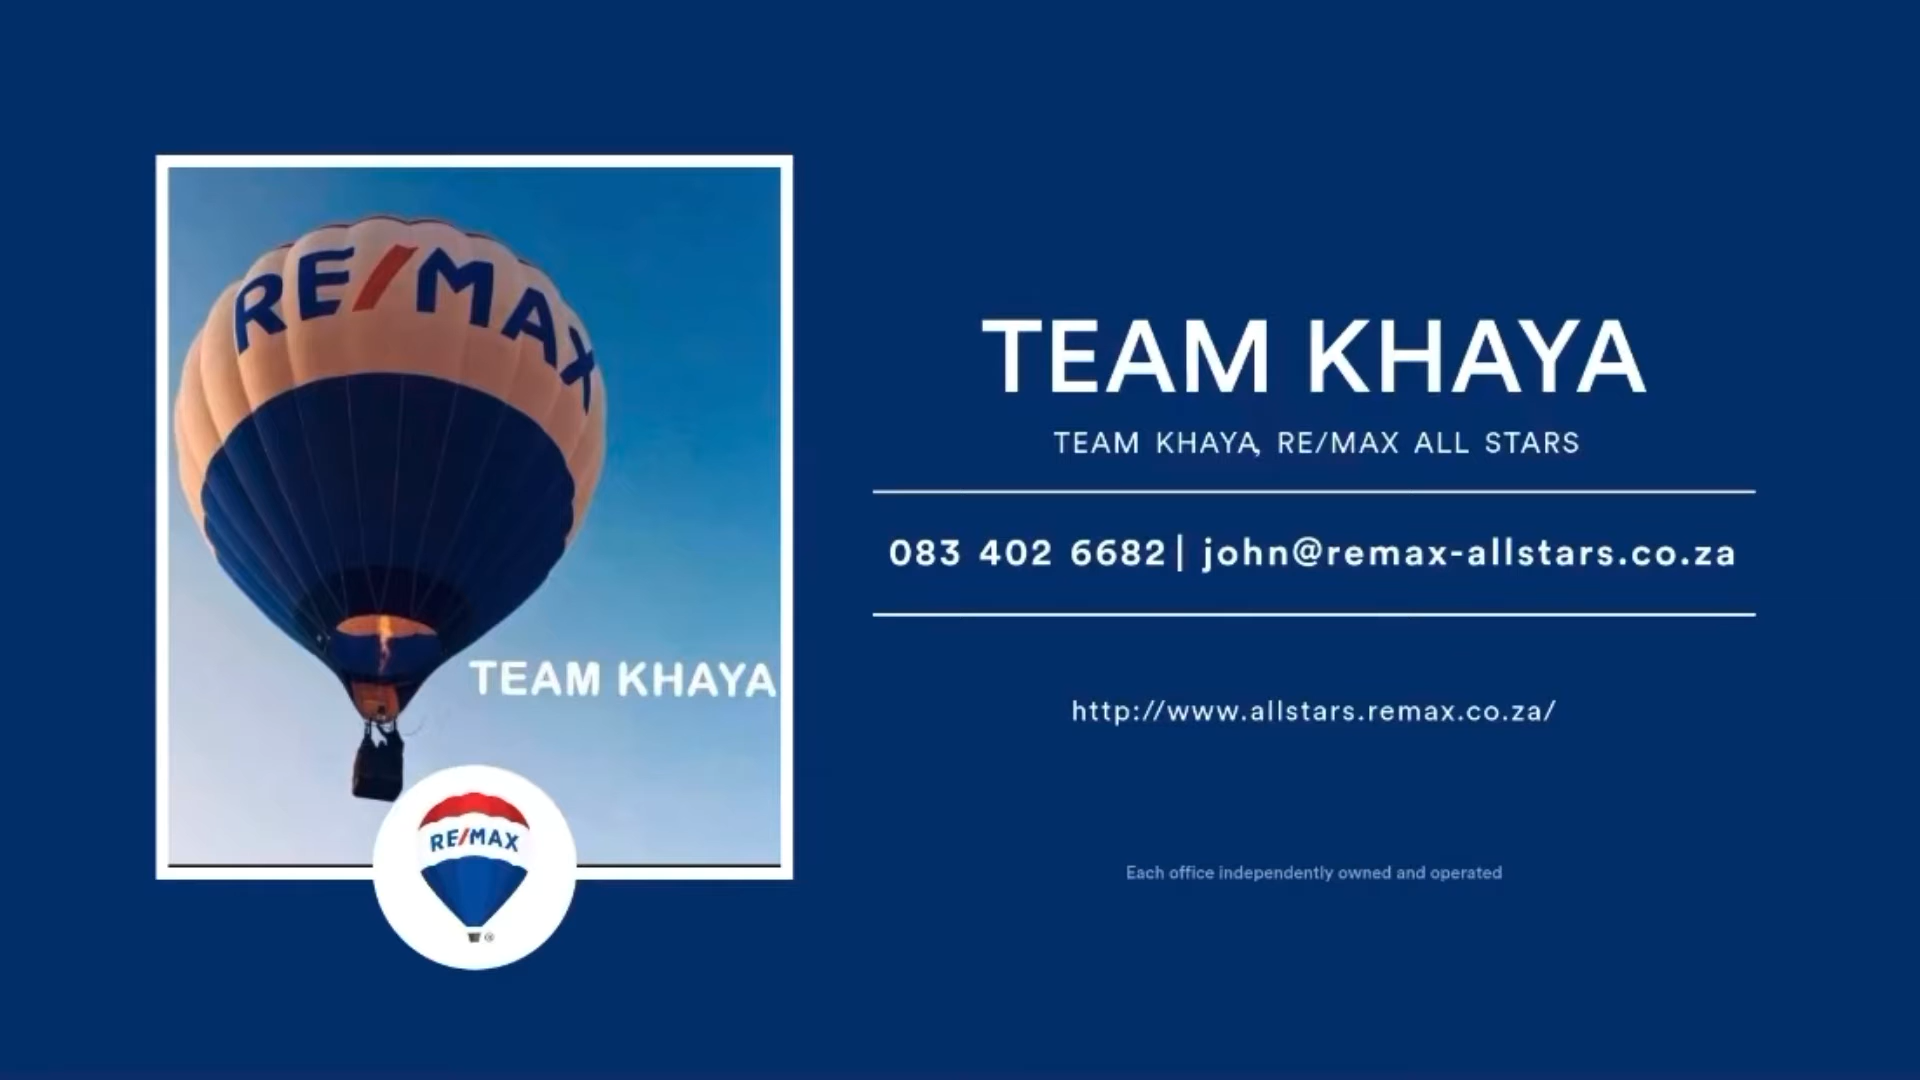 RE/MAX
TEAM KHAYA
RE/MAX
TEAM KHAYA
TEAM KHAYA, RE/MAX ALL STARS
083 402 6682 | john@remax-allstars.co.za
http://www.allstars.remax.co.za/
Each office independently owned and operated